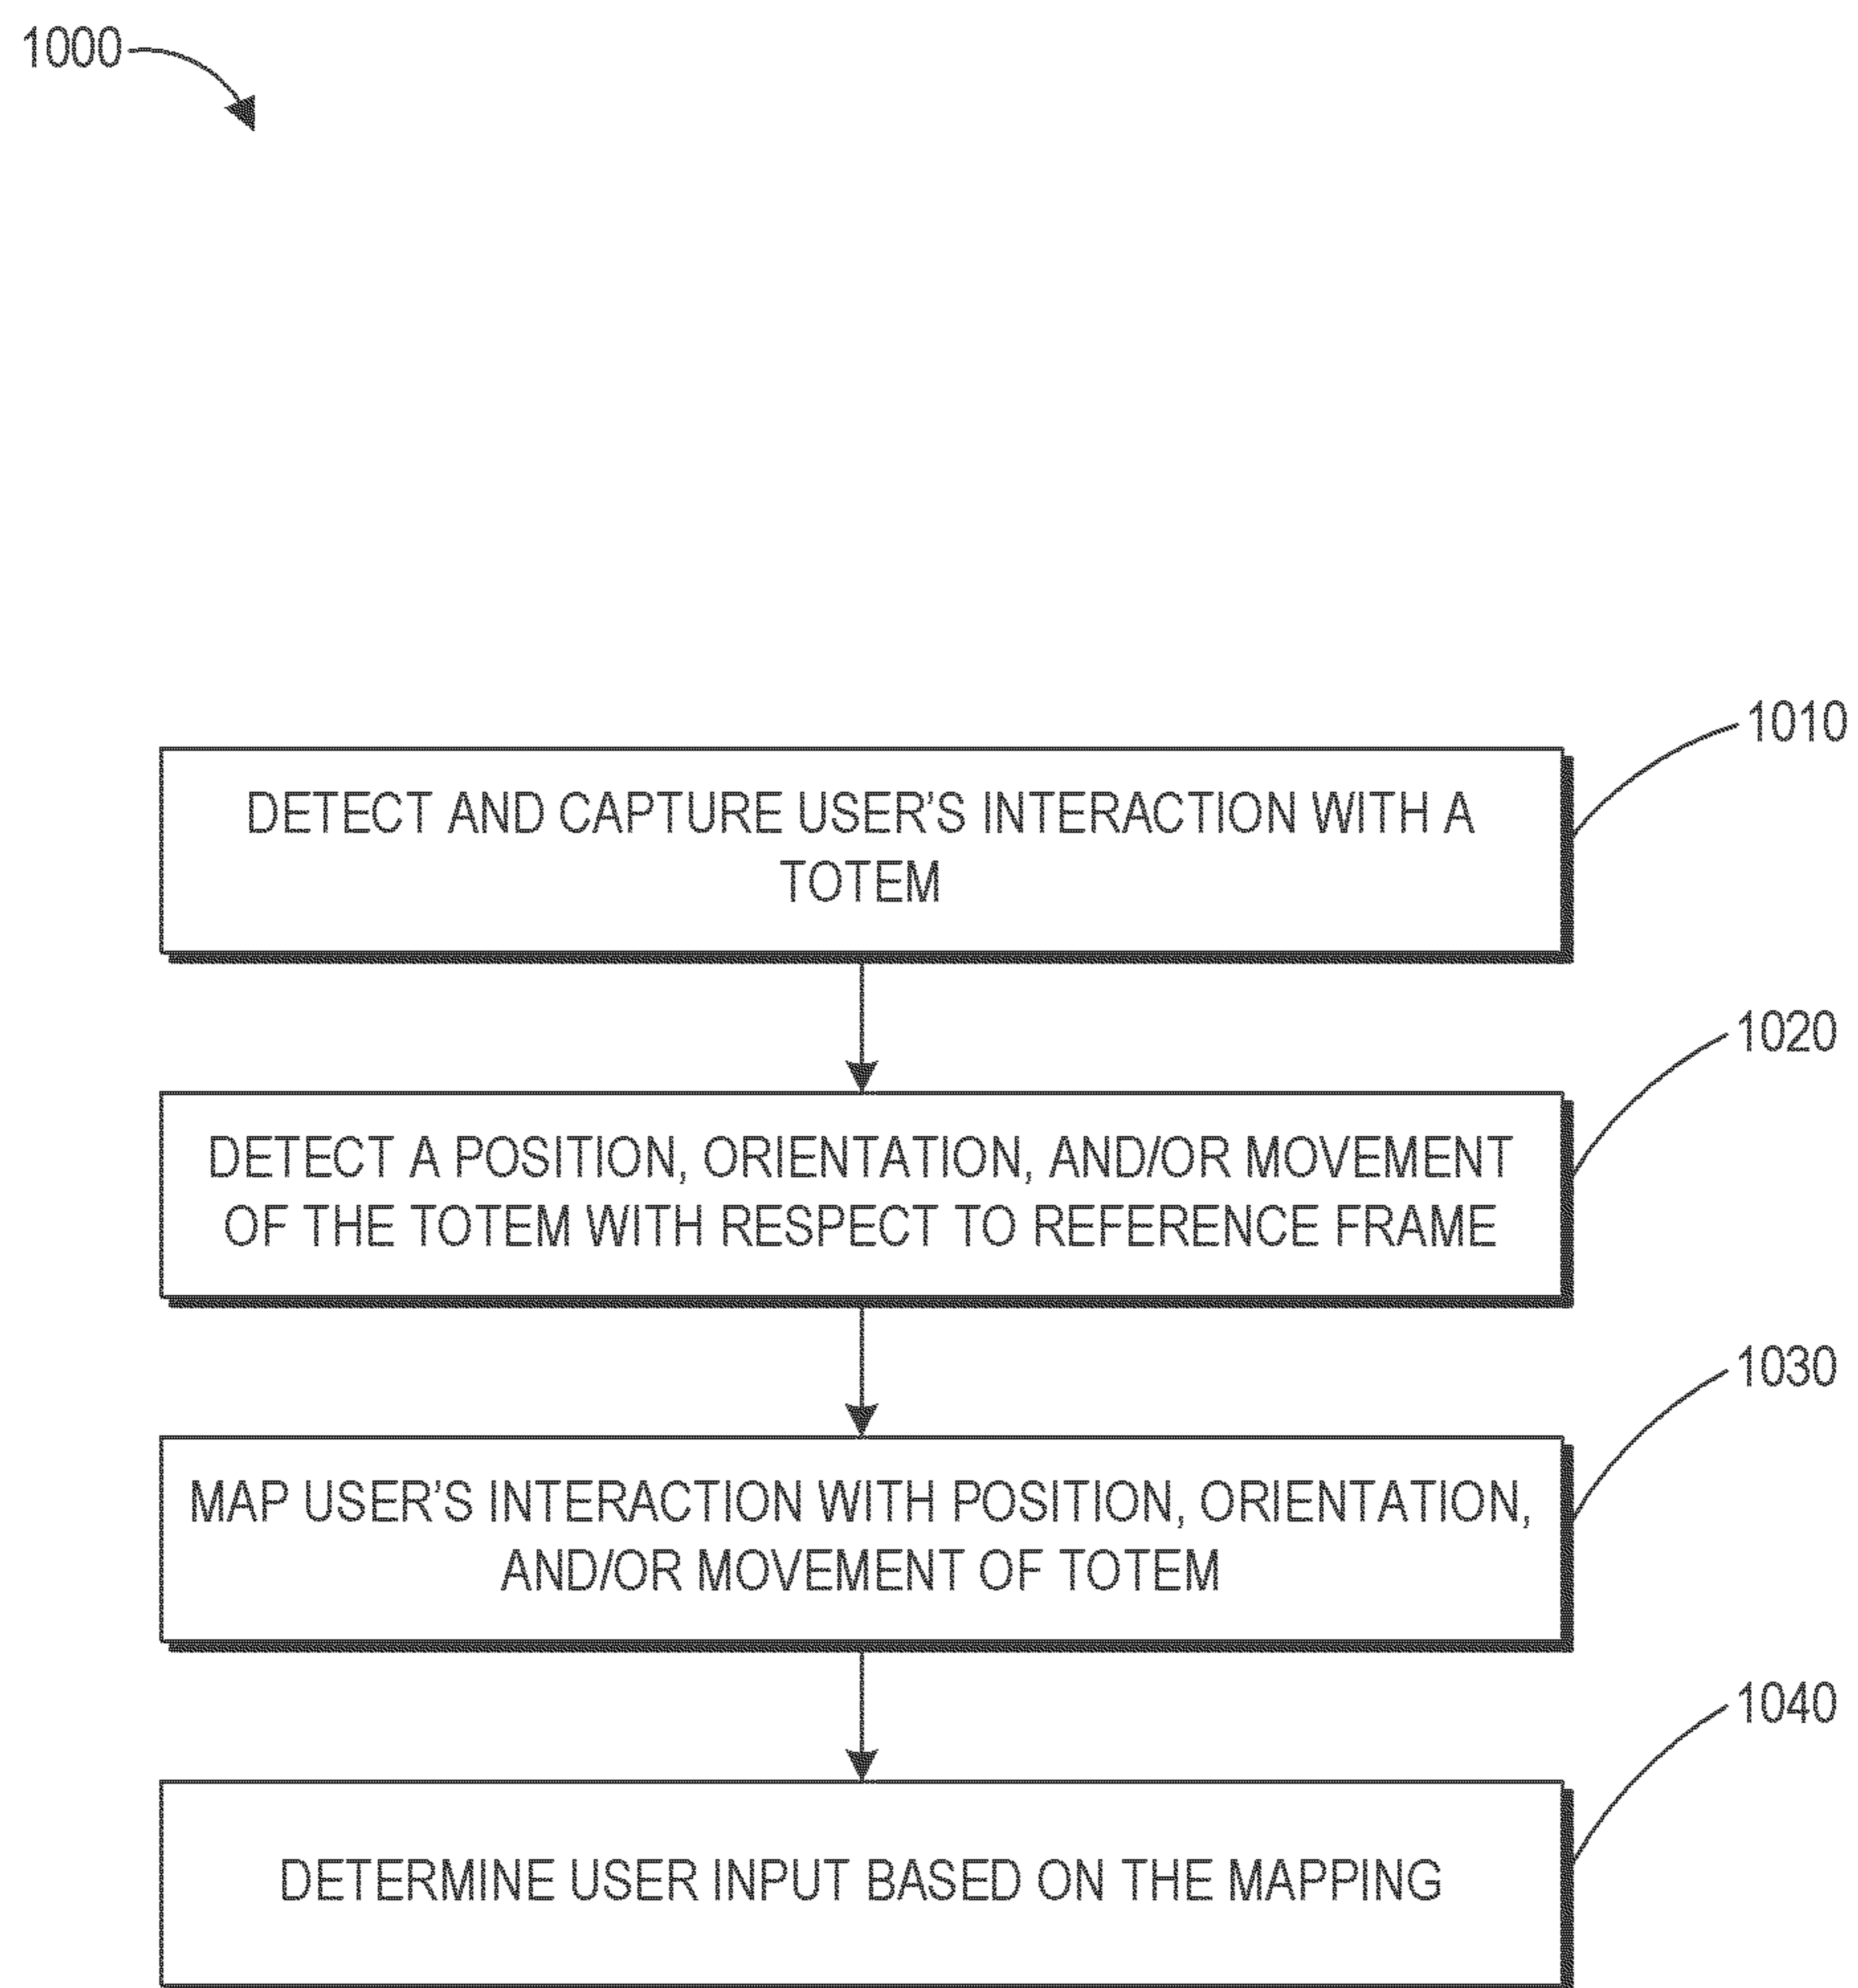 1000
1010
DETECT AND CAPTURE USER’S INTERACTION WITH A
TOTEM
1020
DETECT A POSITION, ORIENTATION, AND/OR MOVEMENT
OF THE TOTEM WITH RESPECT TO REFERENCE FRAME
1030
MAP USER’S INTERACTION WITH POSITION, ORIENTATION,
AND/OR MOVEMENT OF TOTEM
1040
DETERMINE USER INPUT BASED ON THE MAPPING